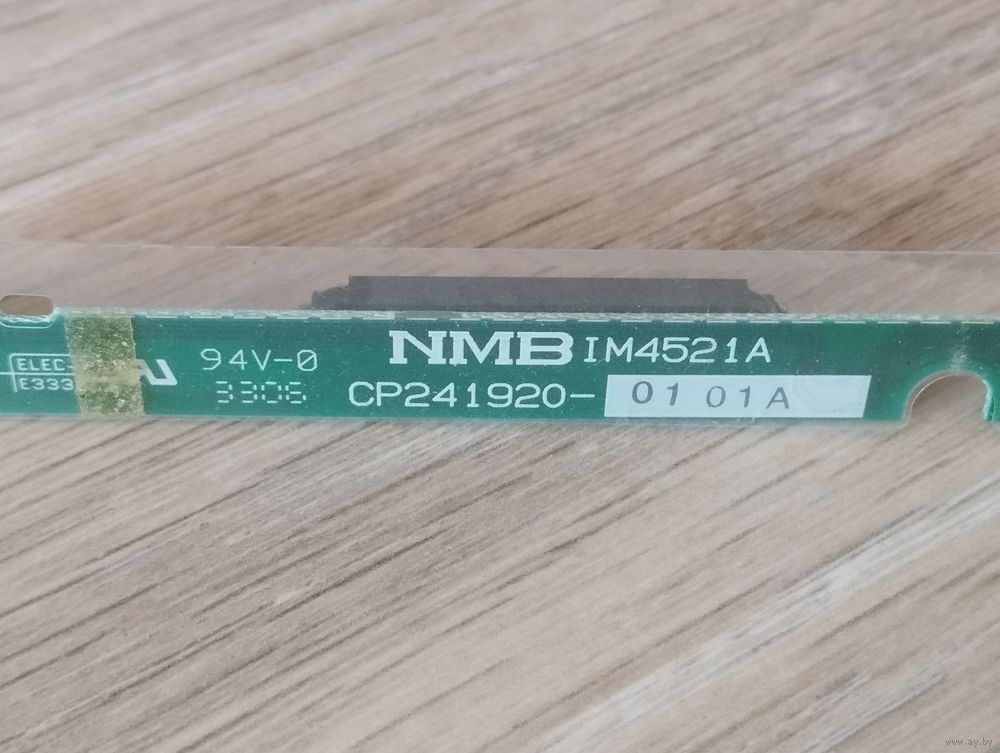 ELEC-
E333
94V-0
3306
NMB IM4521A
CP241920- 01 01A
www.ay.by